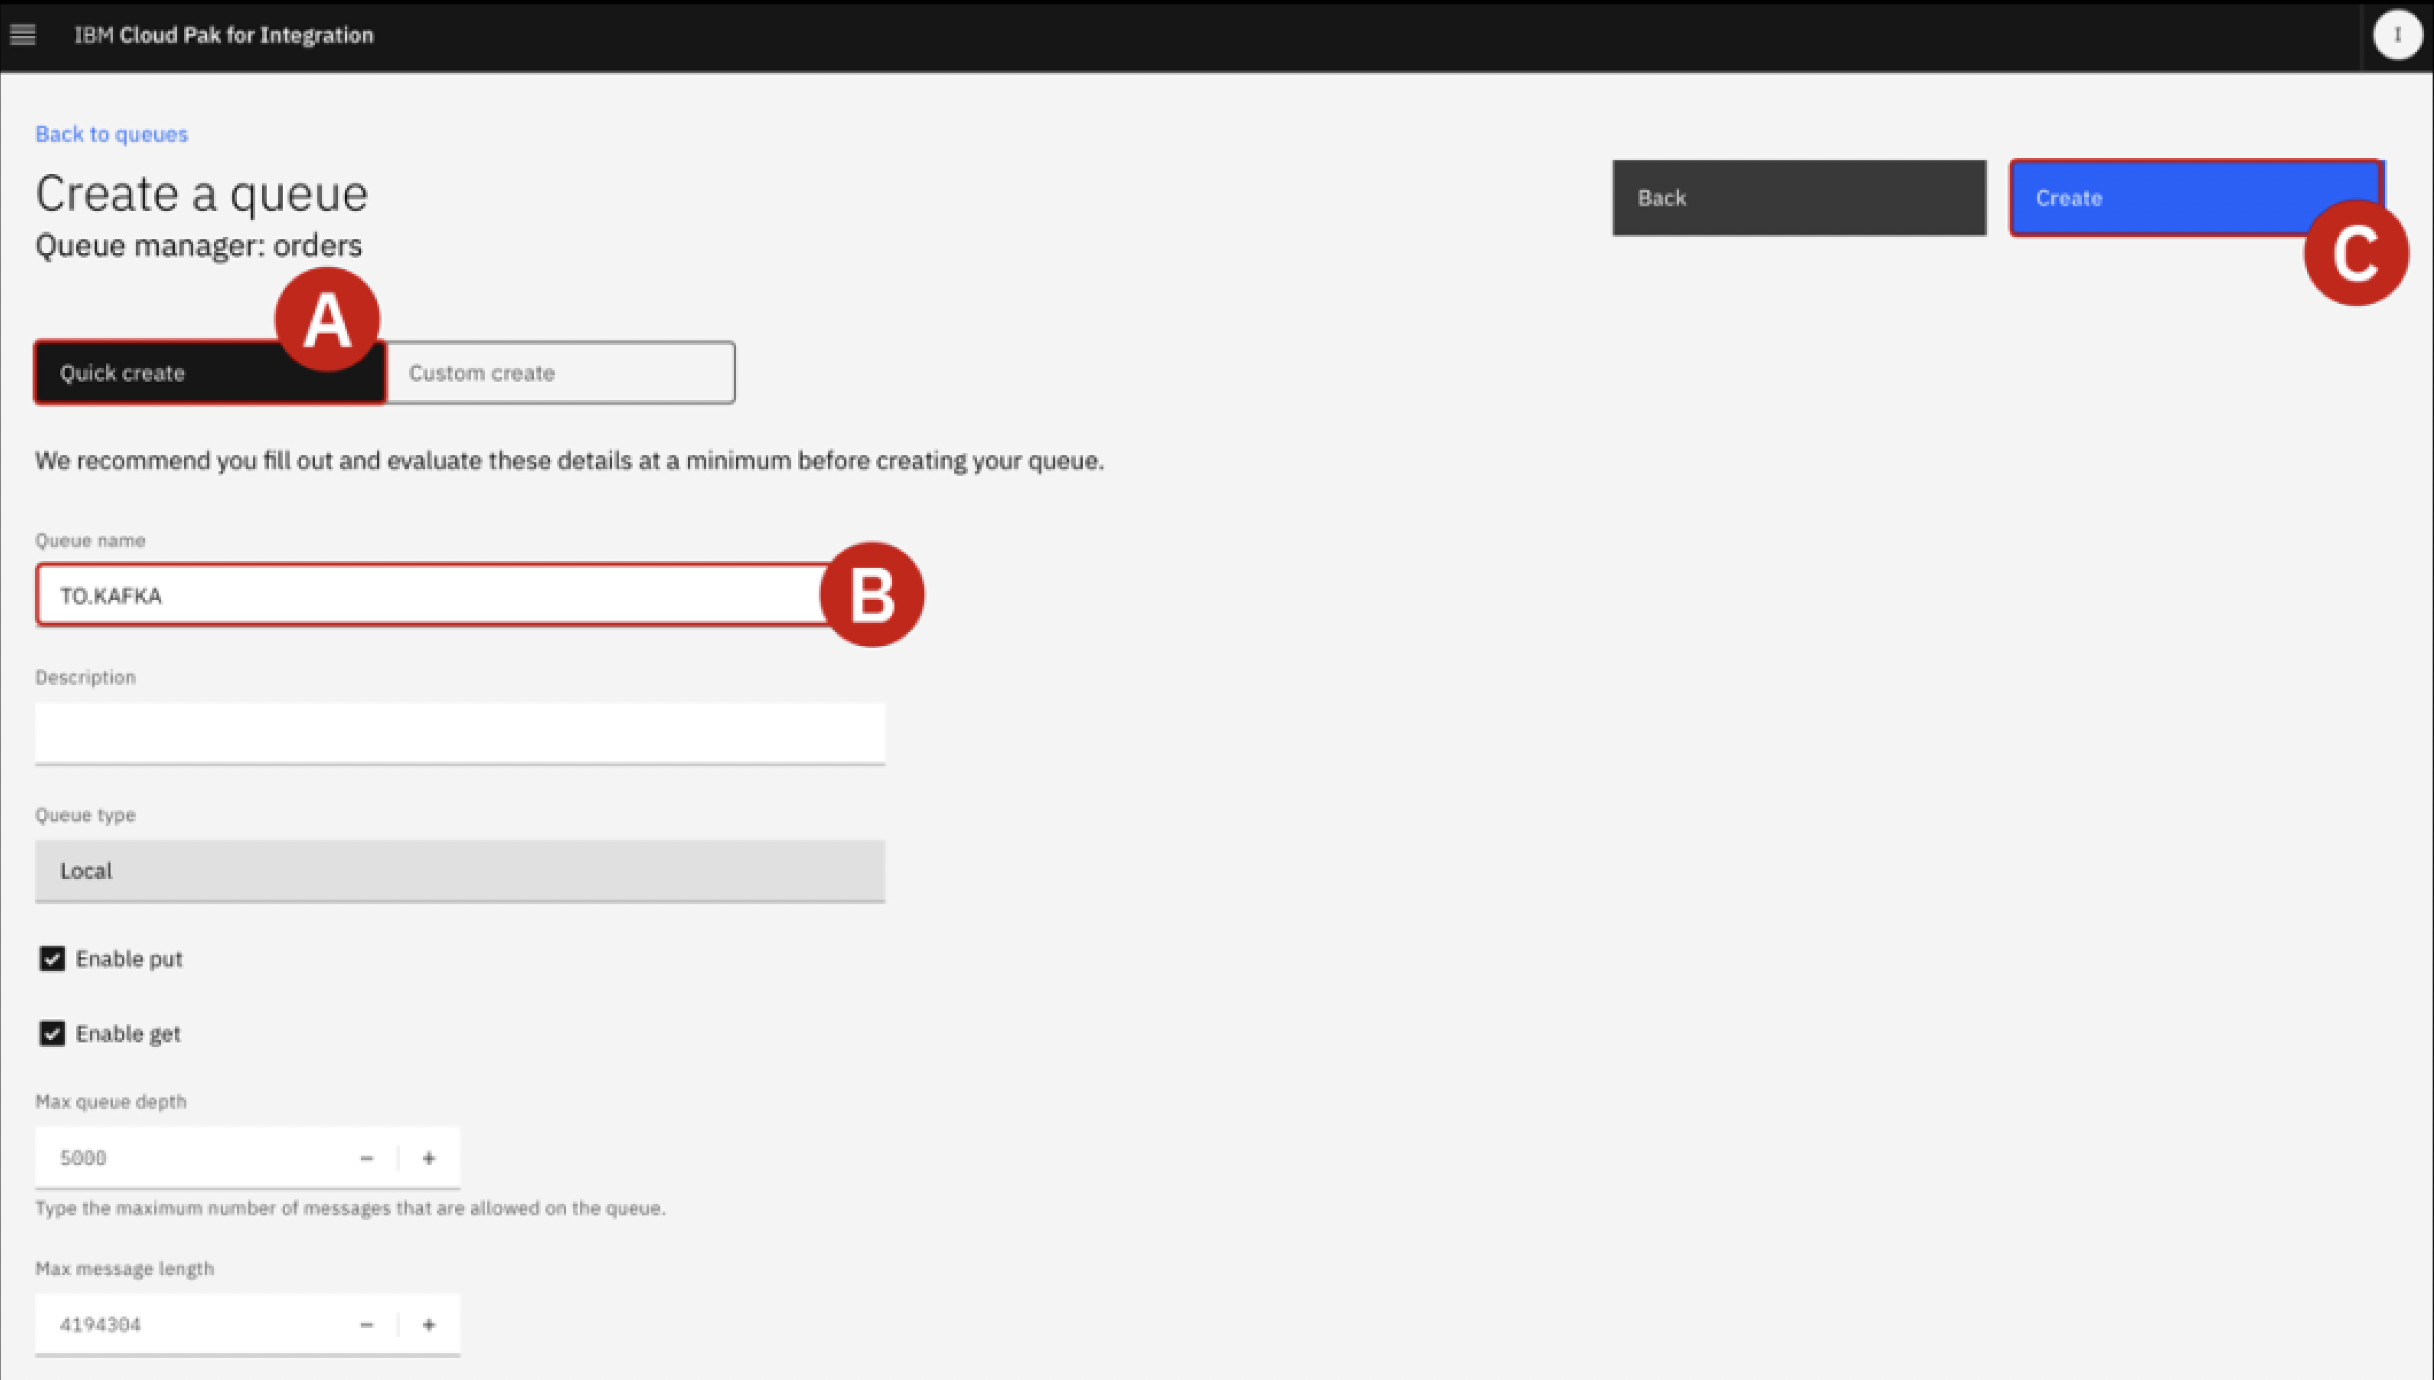 IBM Cloud Pak for Integration
I
Back to queues
Create a queue
Queue manager: orders
Back
Create
C
A
Quick create
Custom create
We recommend you fill out and evaluate these details at a minimum before creating your queue.
Queue name
TO.KAFKA
B
Description
Queue type
Local
Enable put
Enable get
Max queue depth
5000
Type the maximum number of messages that are allowed on the queue.
Max message length
4194304